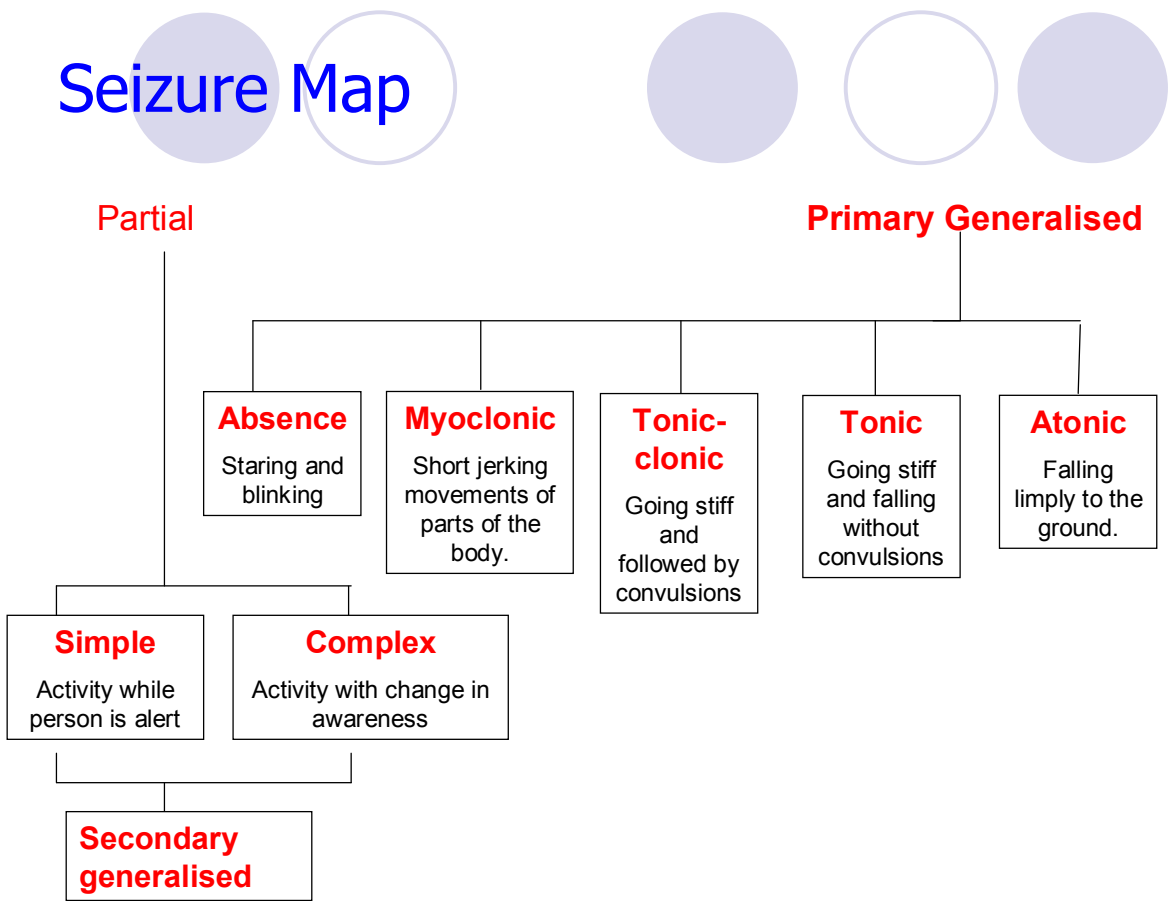 Seizure Map
Partial
Primary Generalised
Absence
Staring and
blinking
Myoclonic
Short jerking
movements of
parts of the
body.
Tonic-
clonic
Going stiff
and
followed by
convulsions
Tonic
Going stiff
and falling
without
convulsions
Atonic
Falling
limply to the
ground.
Simple
Activity while
person is alert
Complex
Activity with change in
awareness
Secondary
generalised